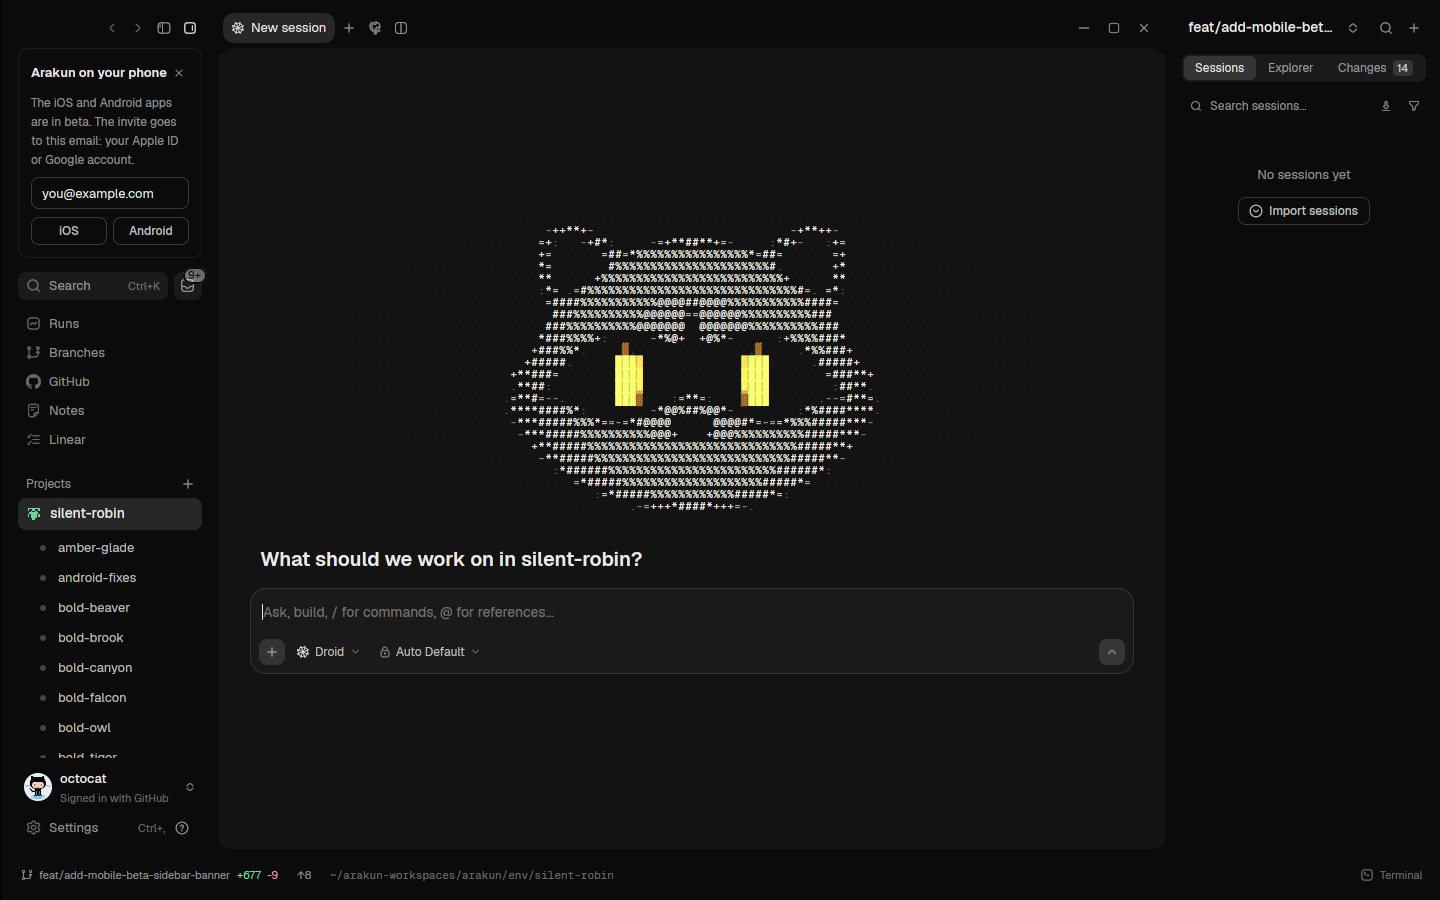 New session
feat/add-mobile-bet...
Arakun on your phone
The iOS and Android apps
are in beta. The invite goes
to this email: your Apple ID
or Google account.
you@example.com
iOS
Android
Search
Ctrl+K
9+
Runs
Branches
GitHub
Notes
Linear
Projects
silent-robin
amber-glade
android-fixes
bold-beaver
bold-brook
bold-canyon
bold-falcon
bold-owl
bold-tiger
octocat
Signed in with GitHub
Settings
Ctrl+,
What should we work on in silent-robin?
Ask, build, / for commands, @ for references...
Droid
Auto Default
Sessions
Explorer
Changes
14
Search sessions...
No sessions yet
Import sessions
feat/add-mobile-beta-sidebar-banner +677 -9
↑8
~/arakun-workspaces/arakun/env/silent-robin
Terminal